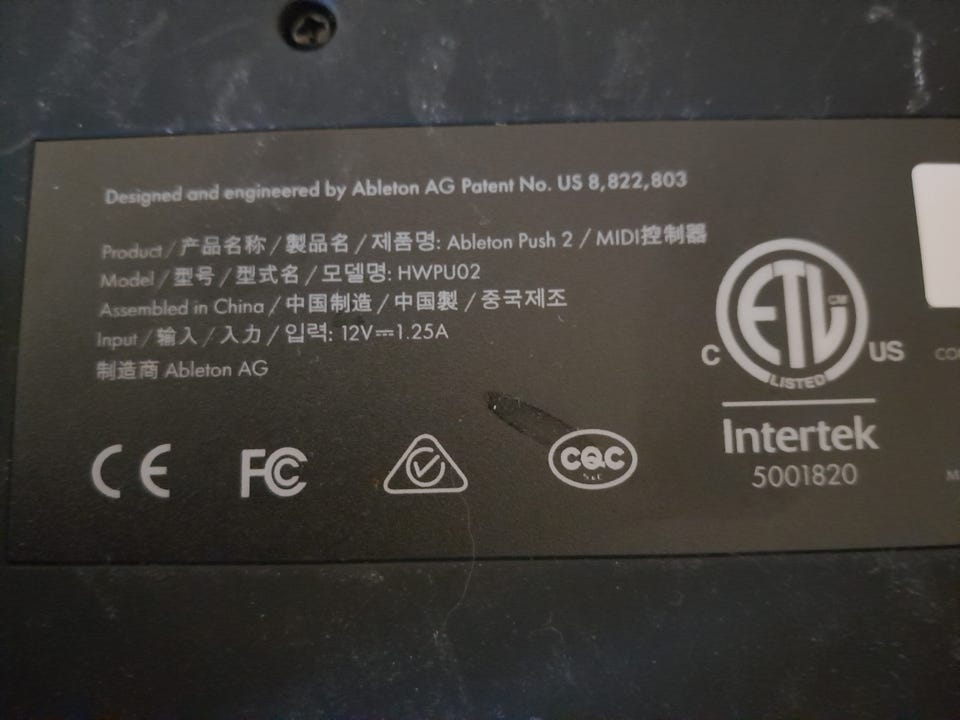 Designed and engineered by Ableton AG Patent No. US 8,822,803
Product / 产品名称 / 製品名 / 제품명: Ableton Push 2 / MIDI控制器
Model / 型号 / 型式名 / 모델명: HWPU02
Assembled in China / 中国制造 / 中国製 / 중국제조
Input / 输入 / 入力 / 입력: 12V⎓1.25A
制造商 Ableton AG
CE FC CQC
C ETL CM US
LISTED
Intertek
5001820